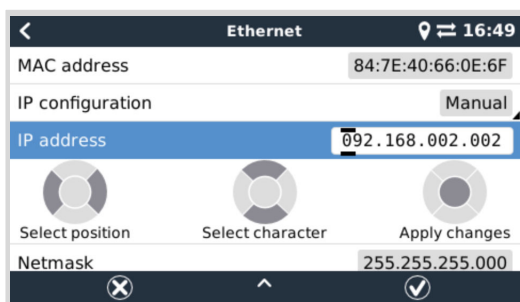 Ethernet 16:49
MAC address 84:7E:40:66:0E:6F
IP configuration Manual
IP address 092.168.002.002
Select position Select character Apply changes
Netmask 255.255.255.000